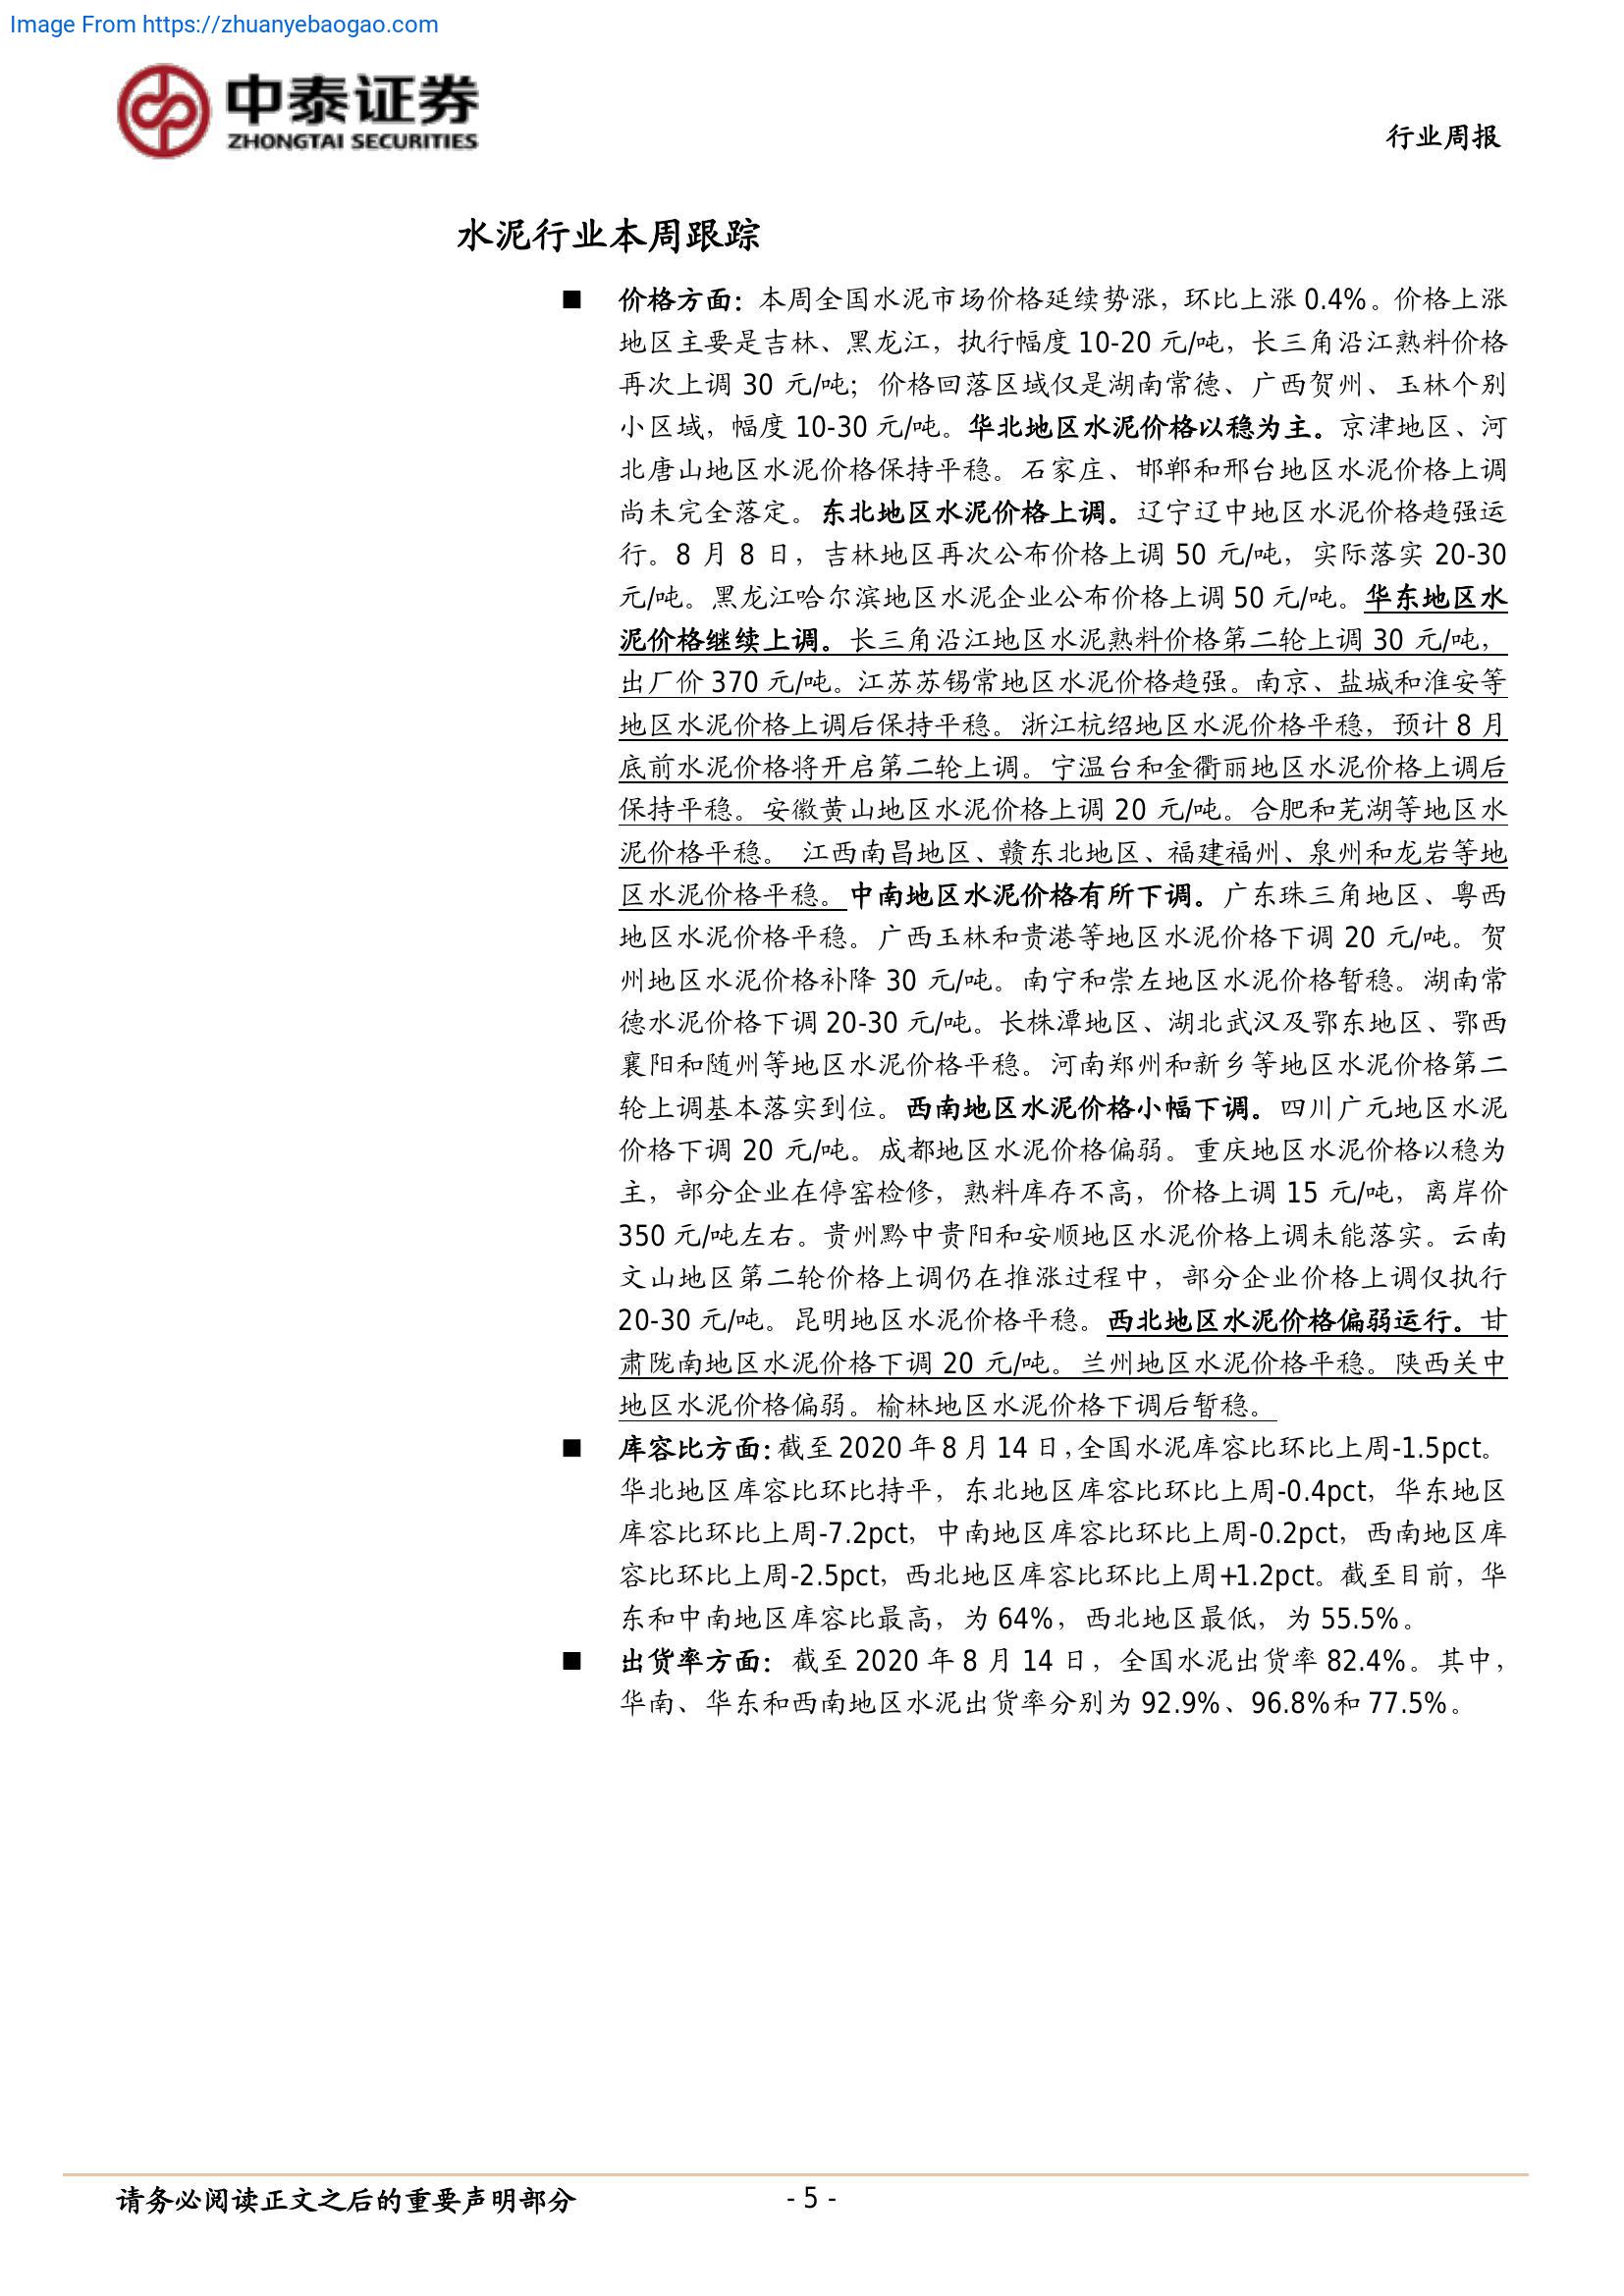 Image From https://zhuanyebaogao.com
中泰证券
ZHONGTAI SECURITIES
行业周报
水泥行业本周跟踪
■ 价格方面：本周全国水泥市场价格延续势涨，环比上涨 0.4%。价格上涨
地区主要是吉林、黑龙江，执行幅度 10-20 元/吨，长三角沿江熟料价格
再次上调 30 元/吨；价格回落区域仅是湖南常德、广西贺州、玉林个别
小区域，幅度 10-30 元/吨。华北地区水泥价格以稳为主。京津地区、河
北唐山地区水泥价格保持平稳。石家庄、邯郸和邢台地区水泥价格上调
尚未完全落定。东北地区水泥价格上调。辽宁辽中地区水泥价格趋强运
行。8 月 8 日，吉林地区再次公布价格上调 50 元/吨，实际落实 20-30
元/吨。黑龙江哈尔滨地区水泥企业公布价格上调 50 元/吨。华东地区水
泥价格继续上调。长三角沿江地区水泥熟料价格第二轮上调 30 元/吨，
出厂价 370 元/吨。江苏苏锡常地区水泥价格趋强。南京、盐城和淮安等
地区水泥价格上调后保持平稳。浙江杭绍地区水泥价格平稳，预计 8 月
底前水泥价格将开启第二轮上调。宁温台和金衢丽地区水泥价格上调后
保持平稳。安徽黄山地区水泥价格上调 20 元/吨。合肥和芜湖等地区水
泥价格平稳。 江西南昌地区、赣东北地区、福建福州、泉州和龙岩等地
区水泥价格平稳。中南地区水泥价格有所下调。广东珠三角地区、粤西
地区水泥价格平稳。广西玉林和贵港等地区水泥价格下调 20 元/吨。贺
州地区水泥价格补降 30 元/吨。南宁和崇左地区水泥价格暂稳。湖南常
德水泥价格下调 20-30 元/吨。长株潭地区、湖北武汉及鄂东地区、鄂西
襄阳和随州等地区水泥价格平稳。河南郑州和新乡等地区水泥价格第二
轮上调基本落实到位。西南地区水泥价格小幅下调。四川广元地区水泥
价格下调 20 元/吨。成都地区水泥价格偏弱。重庆地区水泥价格以稳为
主，部分企业在停窑检修，熟料库存不高，价格上调 15 元/吨，离岸价
350 元/吨左右。贵州黔中贵阳和安顺地区水泥价格上调未能落实。云南
文山地区第二轮价格上调仍在推涨过程中，部分企业价格上调仅执行
20-30 元/吨。昆明地区水泥价格平稳。西北地区水泥价格偏弱运行。甘
肃陇南地区水泥价格下调 20 元/吨。兰州地区水泥价格平稳。陕西关中
地区水泥价格偏弱。榆林地区水泥价格下调后暂稳。
■ 库容比方面：截至 2020 年 8 月 14 日，全国水泥库容比环比上周-1.5pct。
华北地区库容比环比持平，东北地区库容比环比上周-0.4pct，华东地区
库容比环比上周-7.2pct，中南地区库容比环比上周-0.2pct，西南地区库
容比环比上周-2.5pct，西北地区库容比环比上周+1.2pct。截至目前，华
东和中南地区库容比最高，为 64%，西北地区最低，为 55.5%。
■ 出货率方面：截至 2020 年 8 月 14 日，全国水泥出货率 82.4%。其中，
华南、华东和西南地区水泥出货率分别为 92.9%、96.8%和 77.5%。
请务必阅读正文之后的重要声明部分
- 5 -